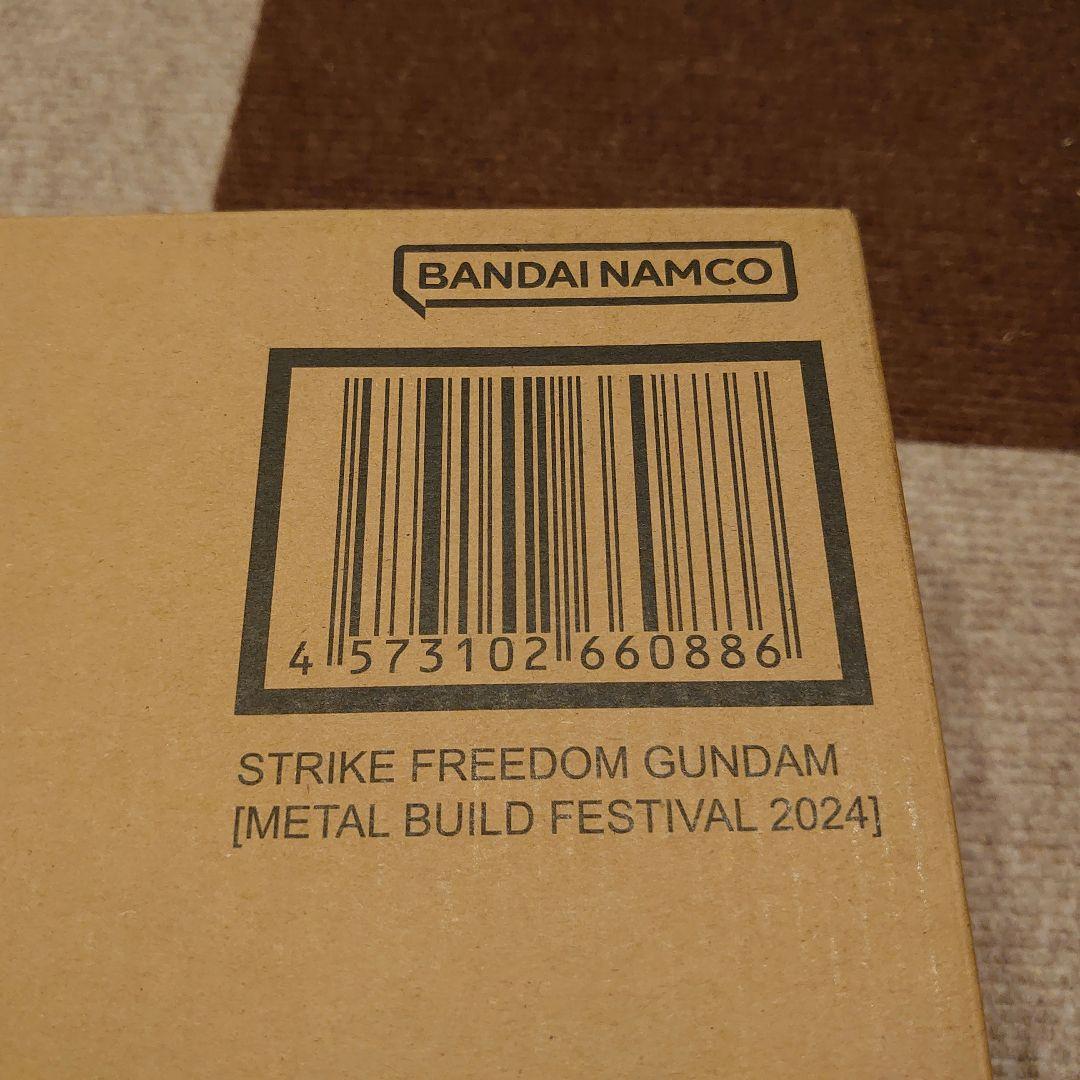 BANDAI NAMCO
4 573102 660886
STRIKE FREEDOM GUNDAM
[METAL BUILD FESTIVAL 2024]